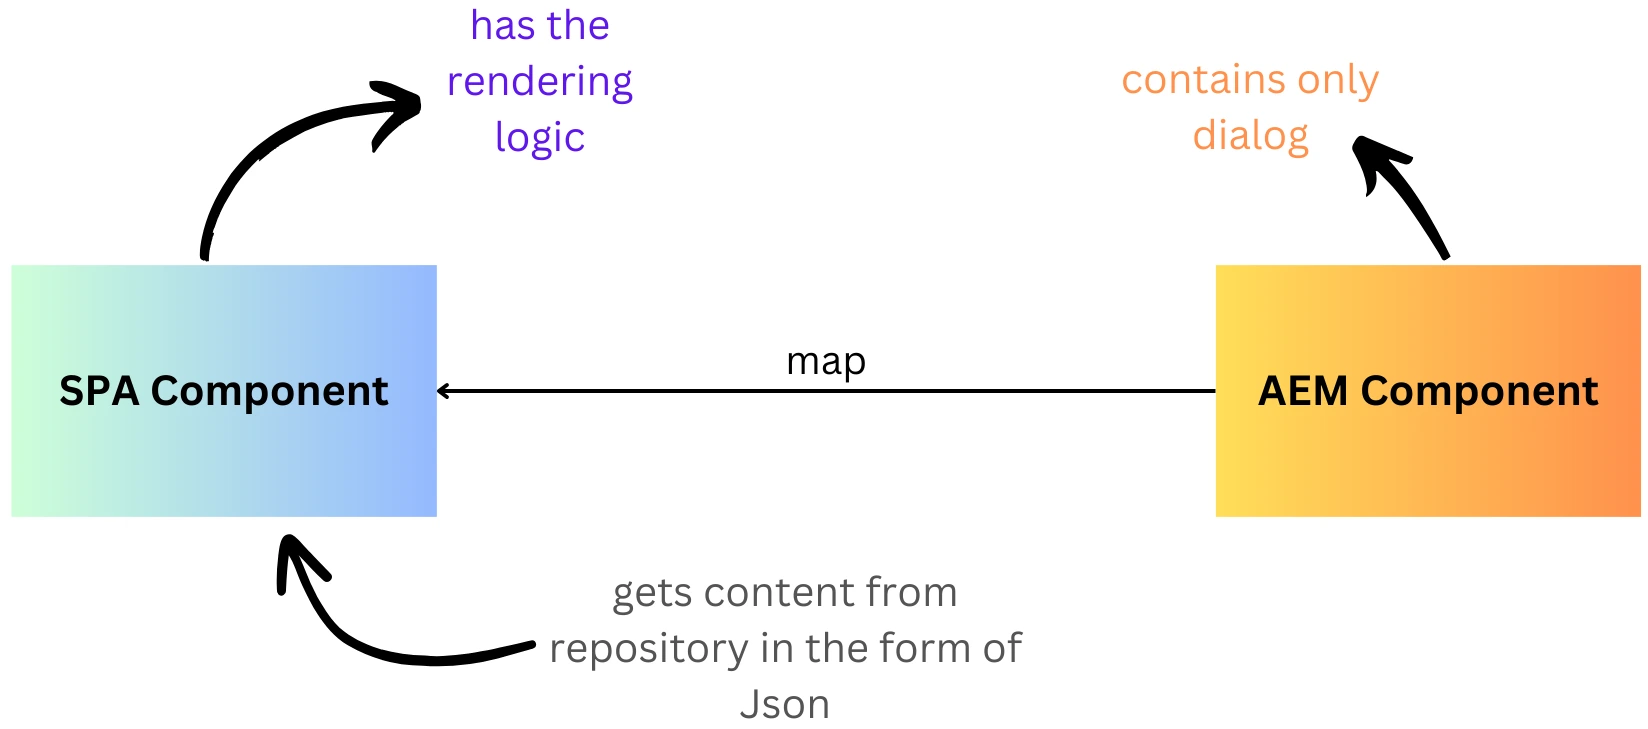 has the
rendering
logic
contains only
dialog
SPA Component
map
AEM Component
gets content from
repository in the form of
Json